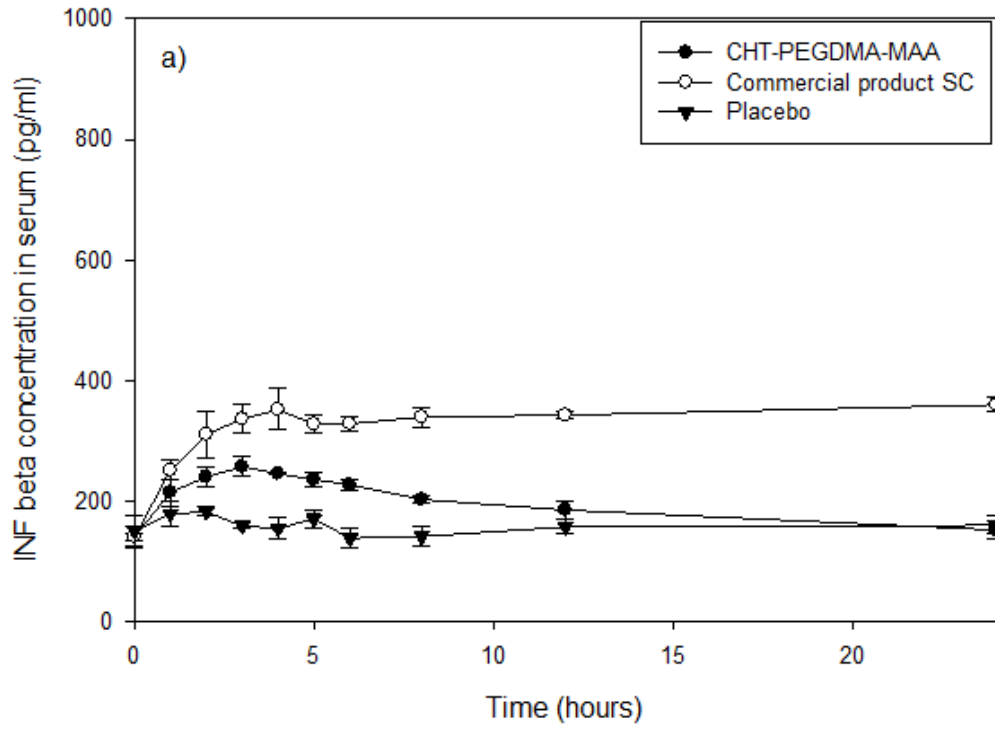 1000
800
600
400
200
0
INF beta concentration in serum (pg/ml)
a)
CHT-PEGDMA-MAA
Commercial product SC
Placebo
0 5 10 15 20
Time (hours)